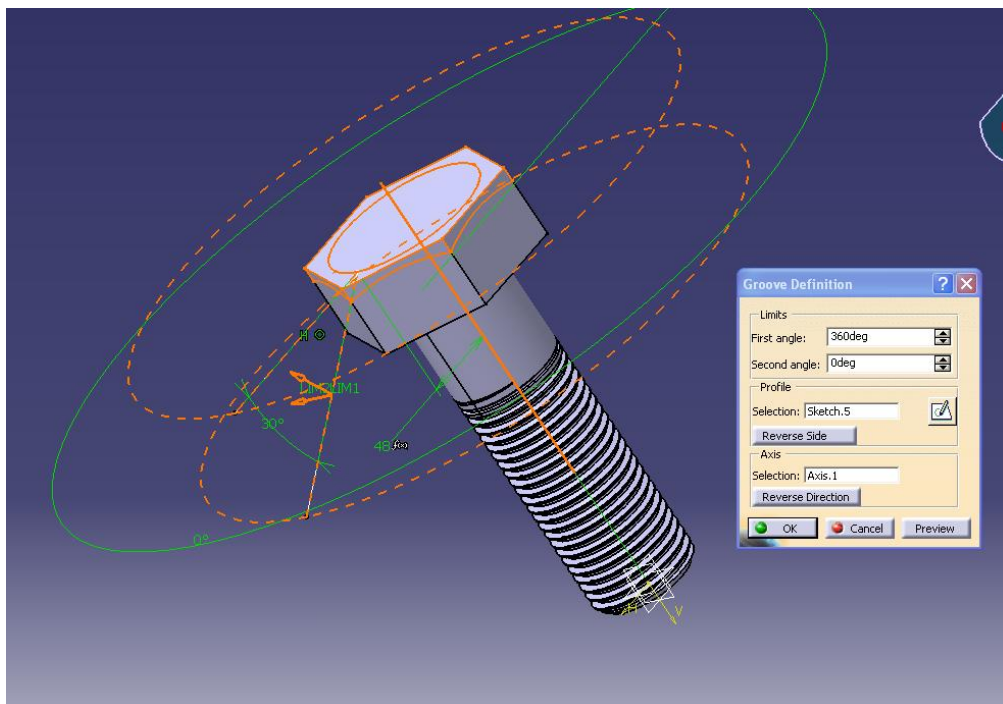 H
LIM2LIM1
30°
48
f(x)
0°
H
V
Groove Definition
?
Limits
First angle: 360deg
Second angle: 0deg
Profile
Selection: Sketch.5
Reverse Side
Axis
Selection: Axis.1
Reverse Direction
OK Cancel Preview